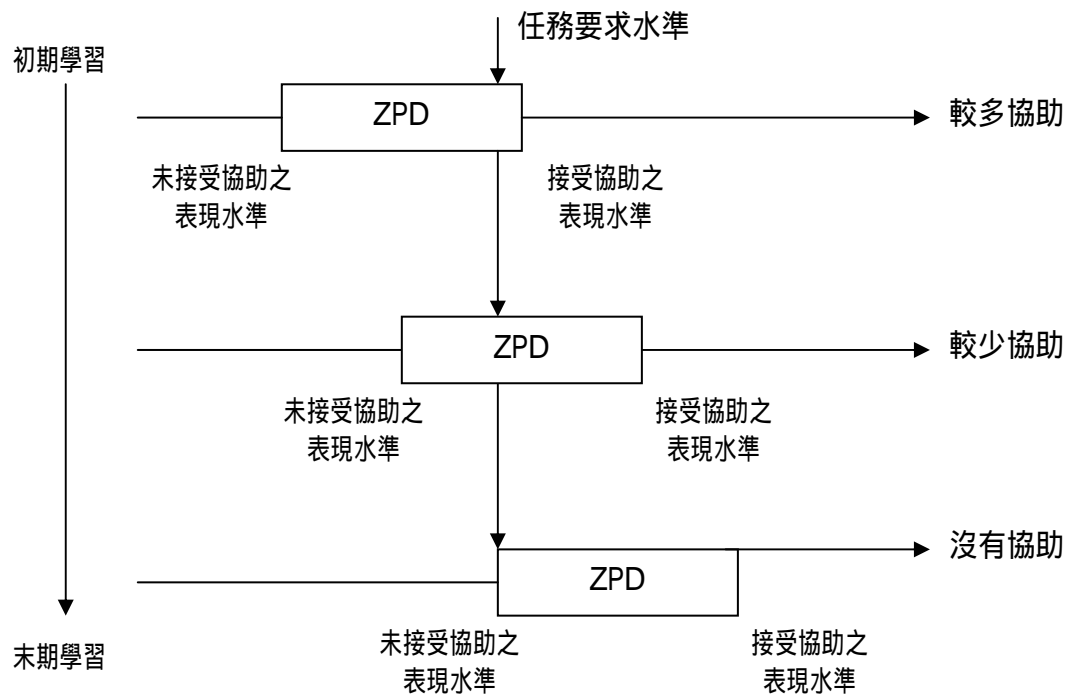 任務要求水準
初期學習
ZPD
較多協助
未接受協助之
表現水準
接受協助之
表現水準
ZPD
較少協助
未接受協助之
表現水準
接受協助之
表現水準
沒有協助
ZPD
未接受協助之
表現水準
接受協助之
表現水準
末期學習